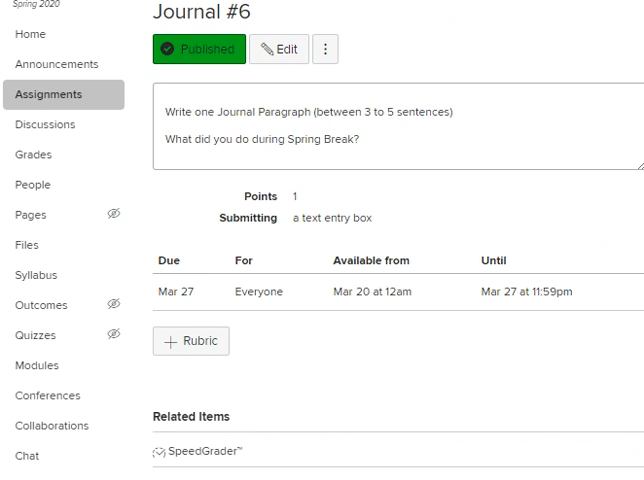 Spring 2020
Home
Announcements
Assignments
Discussions
Grades
People
Pages
Files
Syllabus
Outcomes
Quizzes
Modules
Conferences
Collaborations
Chat
Journal #6
Published Edit
Write one Journal Paragraph (between 3 to 5 sentences)
What did you do during Spring Break?
Points 1
Submitting a text entry box
Due For Available from Until
Mar 27 Everyone Mar 20 at 12am Mar 27 at 11:59pm
+ Rubric
Related Items
SpeedGrader™